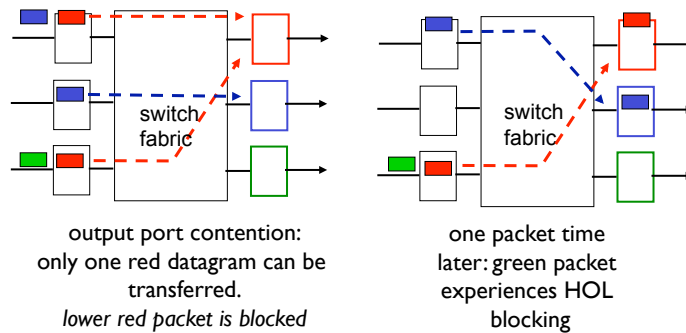 switch
fabric
switch
fabric
output port contention:
only one red datagram can be
transferred.
lower red packet is blocked
one packet time
later: green packet
experiences HOL
blocking